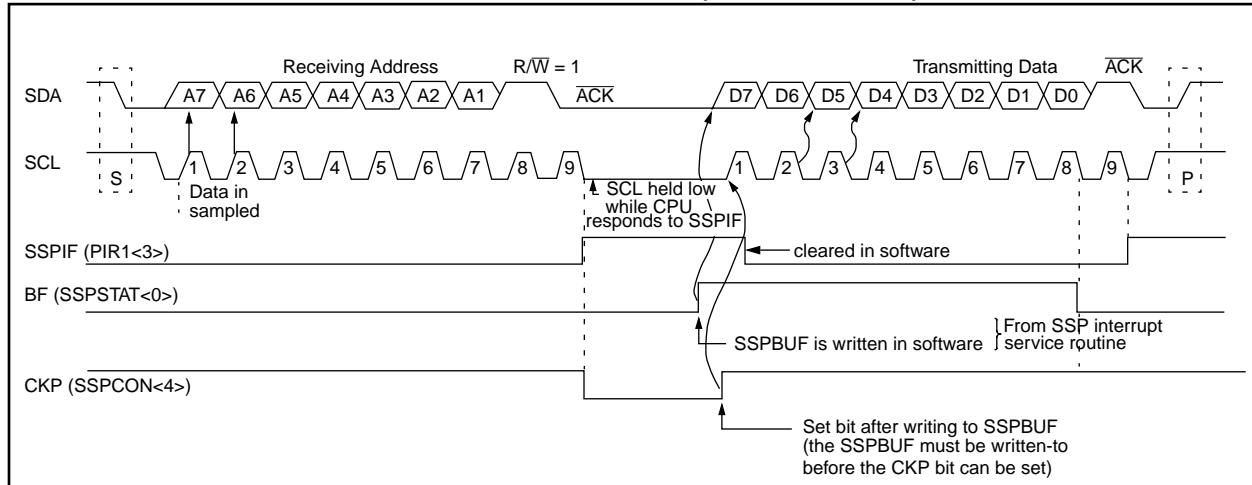 Receiving Address
R/W = 1
Transmitting Data
ACK
SDA
A7 A6 A5 A4 A3 A2 A1
ACK
D7 D6 D5 D4 D3 D2 D1 D0
SCL
S
1 2 3 4 5 6 7 8 9
1 2 3 4 5 6 7 8 9
P
Data in
sampled
SCL held low
while CPU
responds to SSPIF
SSPIF (PIR1<3>)
cleared in software
BF (SSPSTAT<0>)
SSPBUF is written in software
From SSP interrupt
service routine
CKP (SSPCON<4>)
Set bit after writing to SSPBUF
(the SSPBUF must be written-to
before the CKP bit can be set)